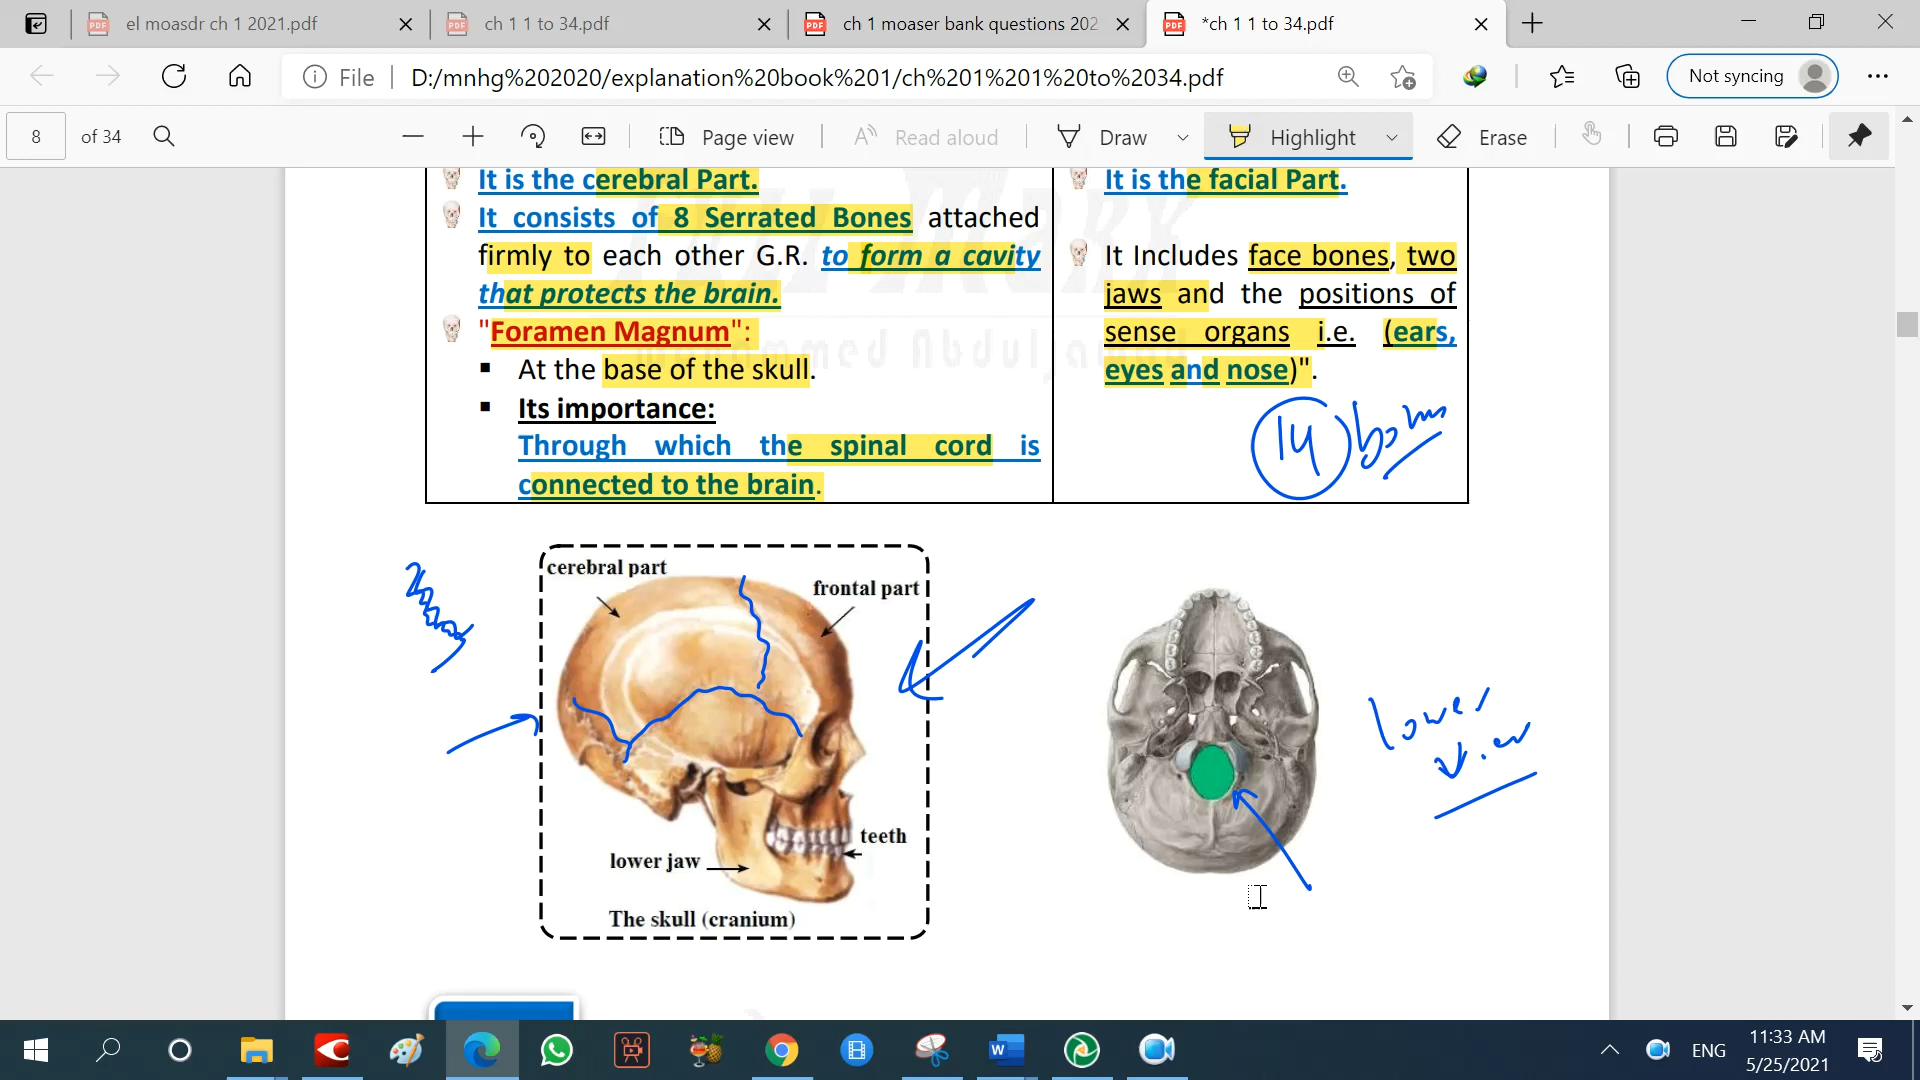 el moasdr ch 1 2021.pdf
ch 1 1 to 34.pdf
ch 1 moaser bank questions 202
*ch 1 1 to 34.pdf
File
D:/mnhg%202020/explanation%20book%201/ch%201%201%20to%2034.pdf
Not syncing
8
of 34
Page view
Read aloud
Draw
Highlight
Erase
It is the cerebral Part.
It consists of 8 Serrated Bones attached
firmly to each other G.R. to form a cavity
that protects the brain.
"Foramen Magnum":
At the base of the skull.
Its importance:
Through which the spinal cord is
connected to the brain.
It is the facial Part.
It Includes face bones, two
jaws and the positions of
sense organs i.e. (ears,
eyes and nose)".
14
cerebral part
frontal part
teeth
lower jaw
The skull (cranium)
lower
view
ENG
11:33 AM
5/25/2021